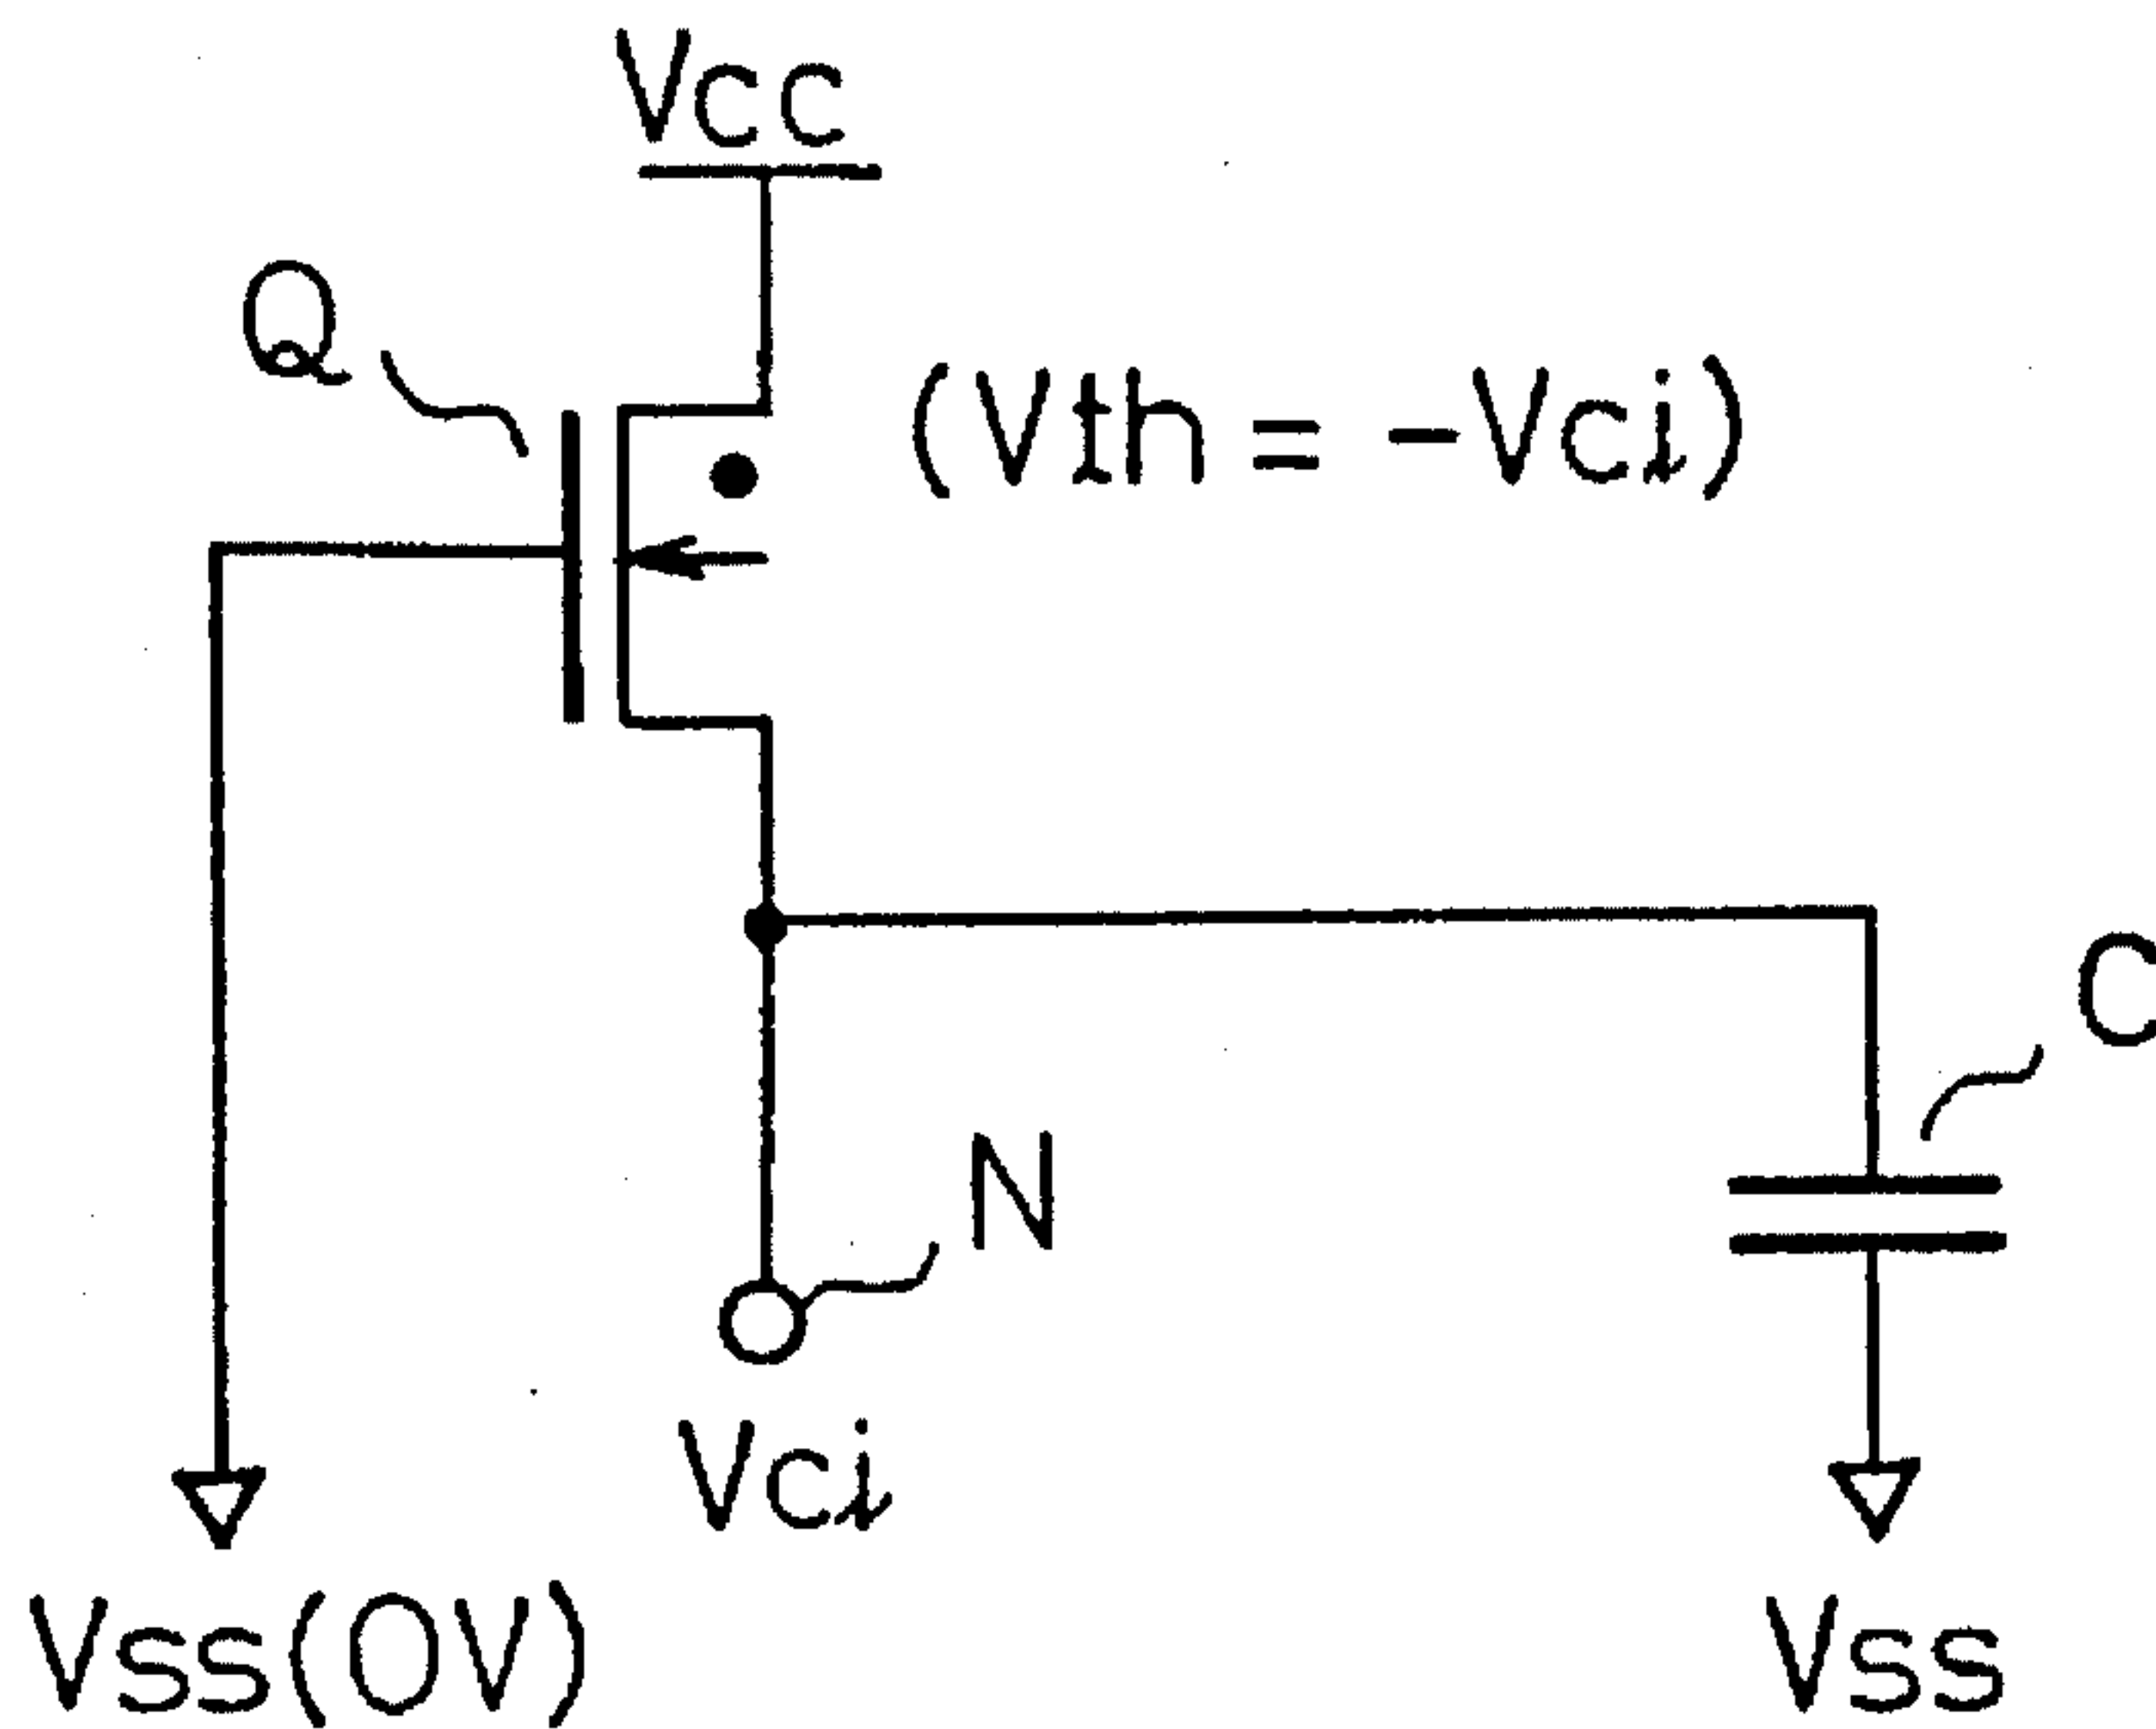 Vcc
Q
(Vth = -Vci)
C
N
Vci
Vss(0V)
Vss